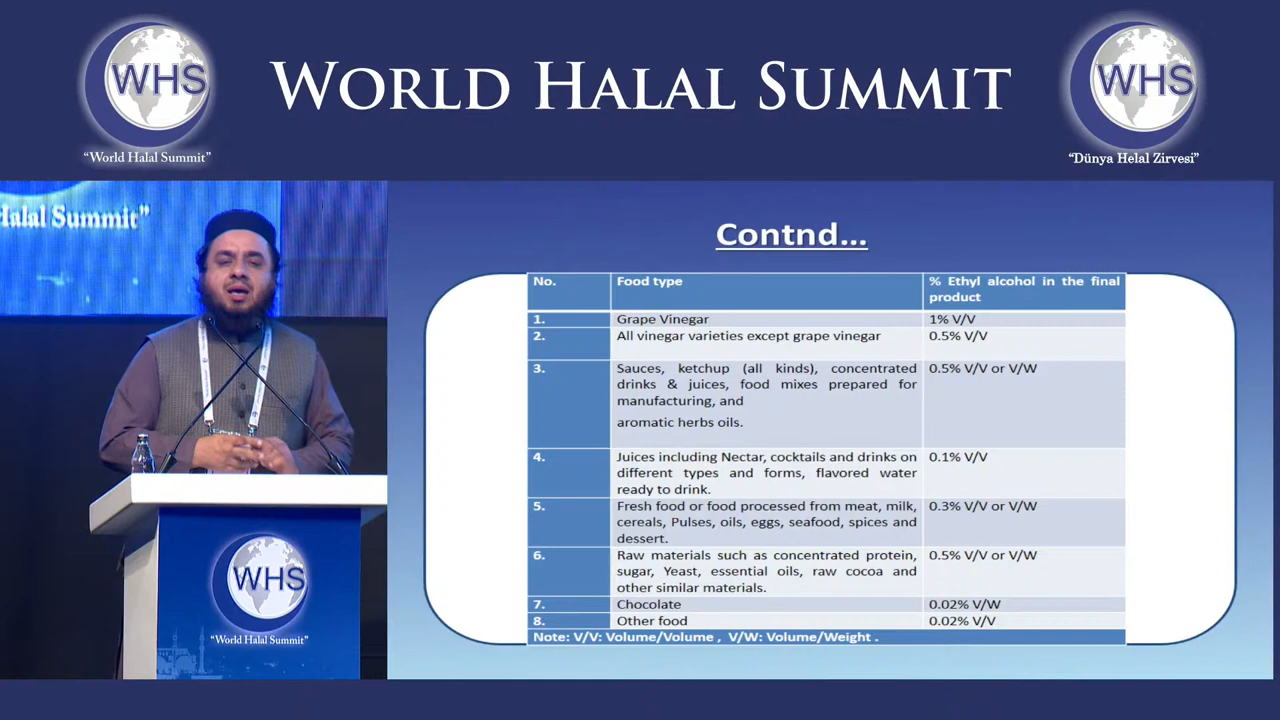 WORLD HALAL SUMMIT
WHS
"World Halal Summit"
WHS
"Dünya Helal Zirvesi"
Halal Summit"
WHS
"World Halal Summit"
Contnd...
No. Food type % Ethyl alcohol in the final
product
1. Grape Vinegar 1% V/V
2. All vinegar varieties except grape vinegar 0.5% V/V
3. Sauces, ketchup (all kinds), concentrated 0.5% V/V or V/W
drinks & juices, food mixes prepared for
manufacturing, and
aromatic herbs oils.
4. Juices including Nectar, cocktails and drinks on 0.1% V/V
different types and forms, flavored water
ready to drink.
5. Fresh food or food processed from meat, milk, 0.3% V/V or V/W
cereals, Pulses, oils, eggs, seafood, spices and
dessert.
6. Raw materials such as concentrated protein, 0.5% V/V or V/W
sugar, Yeast, essential oils, raw cocoa and
other similar materials.
7. Chocolate 0.02% V/W
8. Other food 0.02% V/V
Note: V/V: Volume/Volume , V/W: Volume/Weight .